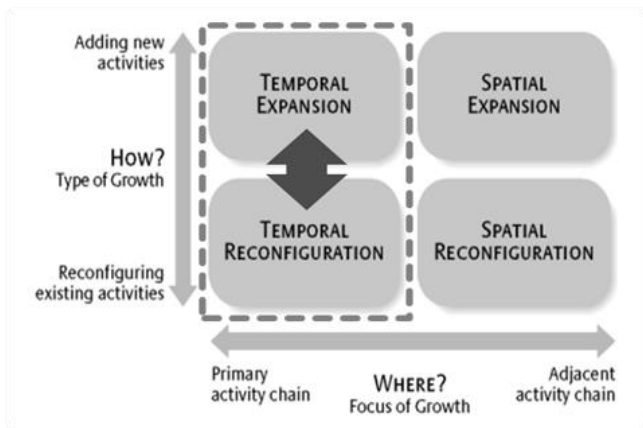 Adding new
activities
HOW?
Type of Growth
Reconfiguring
existing activities
TEMPORAL
EXPANSION
SPATIAL
EXPANSION
TEMPORAL
RECONFIGURATION
SPATIAL
RECONFIGURATION
Primary
activity chain
WHERE?
Focus of Growth
Adjacent
activity chain